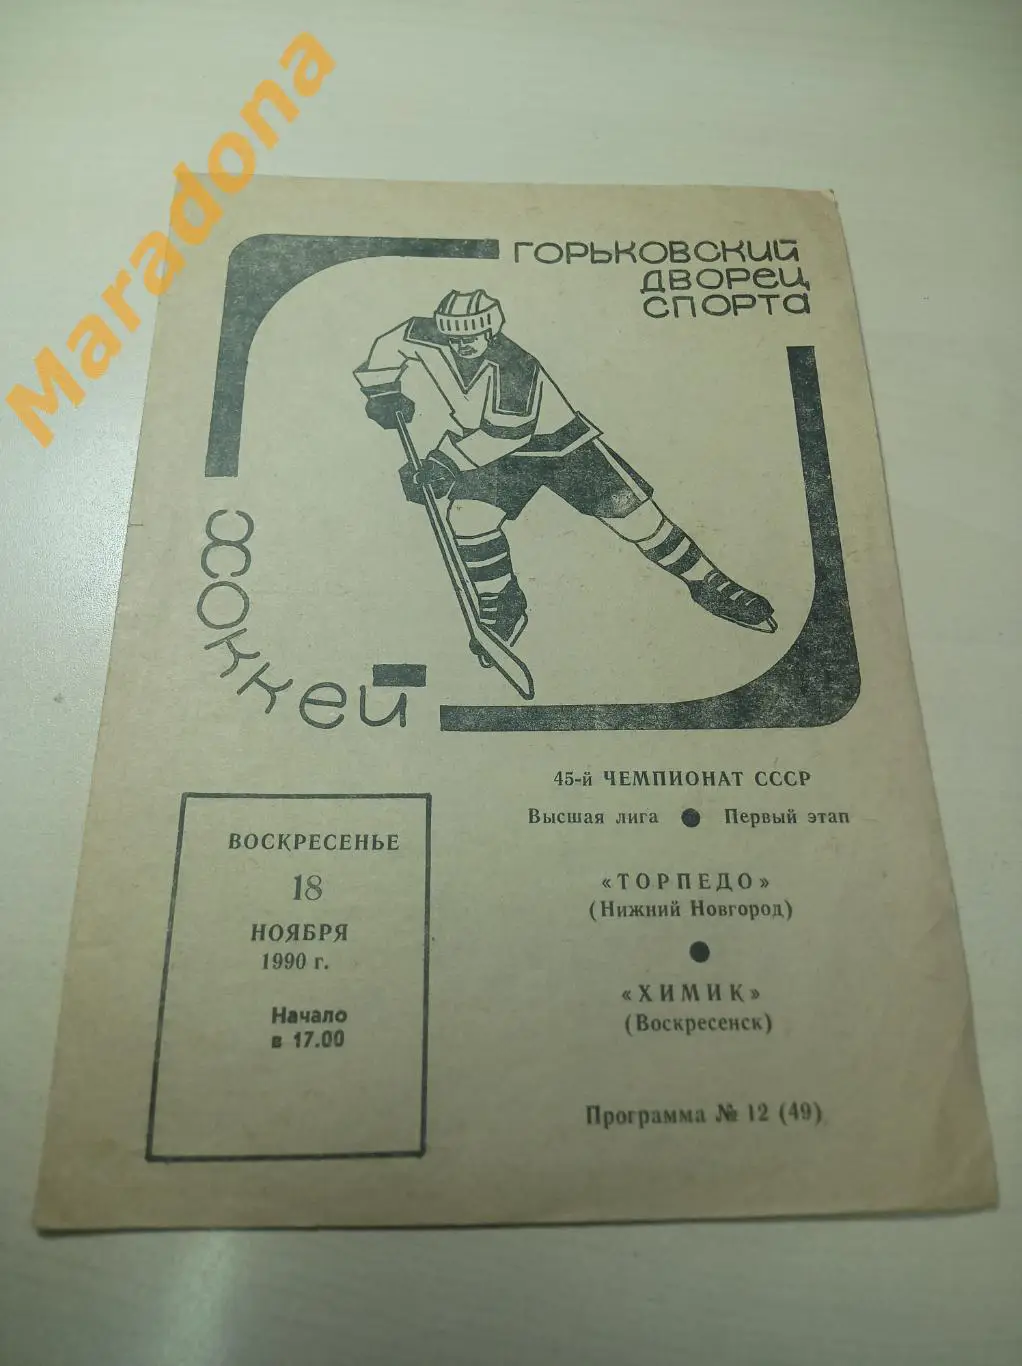 Maradona
ГОРЬКОВСКИЙ
ДВОРЕЦ
СПОРТА
Хоккей
45-й ЧЕМПИОНАТ СССР
Высшая лига ● Первый этап
ВОСКРЕСЕНЬЕ
18
НОЯБРЯ
1990 г.
Начало
в 17.00
«ТОРПЕДО»
(Нижний Новгород)
●
«ХИМИК»
(Воскресенск)
Программа № 12 (49)